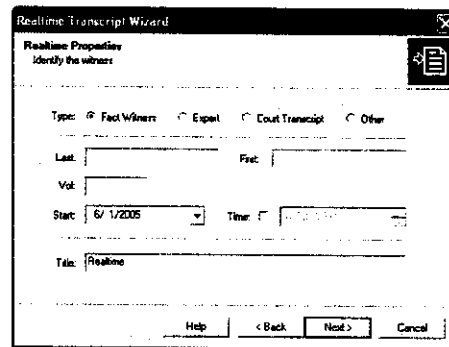 Realtime Transcript Wizard
Realtime Properties
Identify the witness
Type: Fact Witness Expert Court Transcript Other
Last: First:
Vol:
Start: 6/ 1/2005 Time:
Title: Realtime
Help < Back Next > Cancel